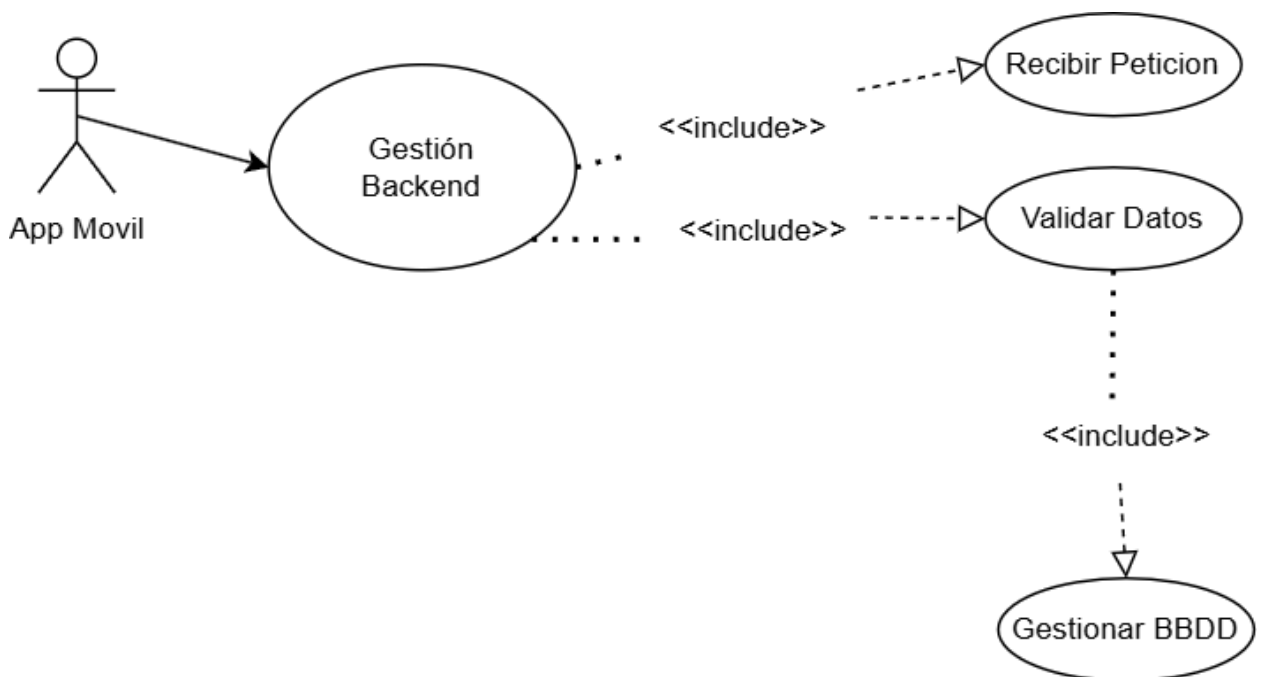 Recibir Peticion
<<include>>
Gestión
Backend
Validar Datos
App Movil
<<include>>
<<include>>
Gestionar BBDD